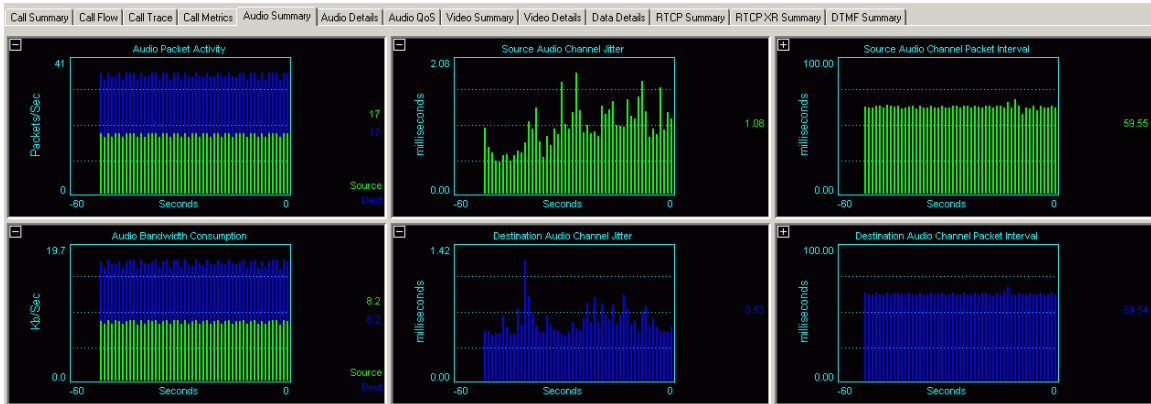 Call Summary Call Flow Call Trace Call Metrics Audio Summary Audio Details Audio QoS Video Summary Video Details Data Details RTCP Summary RTCP XR Summary DTMF Summary
Audio Packet Activity
41
Packets/Sec
0
-60
Seconds
0
17
17
Source
Dest
Source Audio Channel Jitter
2.08
milliseconds
0.00
-60
Seconds
0
1.08
Source Audio Channel Packet Interval
100.00
milliseconds
0.00
-60
Seconds
0
59.55
Audio Bandwidth Consumption
19.7
Kb/Sec
0.0
-60
Seconds
0
8.2
8.2
Source
Dest
Destination Audio Channel Jitter
1.42
milliseconds
0.00
-60
Seconds
0
0.53
Destination Audio Channel Packet Interval
100.00
milliseconds
0.00
-60
Seconds
0
59.54